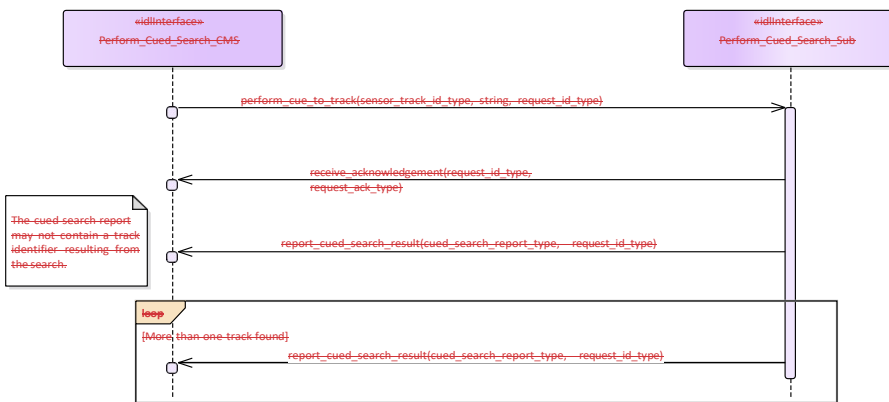 «idlInterface»
Perform_Cued_Search_CMS
«idlInterface»
Perform_Cued_Search_Sub
perform_cue_to_track(sensor_track_id_type, string, request_id_type)
receive_acknowledgement(request_id_type,
request_ack_type)
The cued search report
may not contain a track
identifier resulting from
the search.
report_cued_search_result(cued_search_report_type, request_id_type)
loop
[More than one track found]
report_cued_search_result(cued_search_report_type, request_id_type)